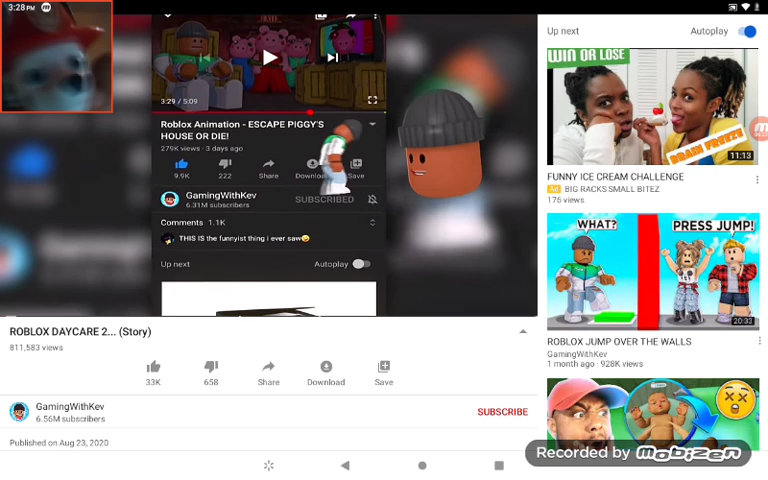 3:28 PM
3:29 / 5:09
Roblox Animation - ESCAPE PIGGY'S
HOUSE OR DIE!
279K views · 3 days ago
9.9K
222
Share
Download
Save
GamingWithKev
6.31M subscribers
SUBSCRIBED
Comments 1.1K
THIS IS the funnyist thing i ever saw
Up next
Autoplay
ROBLOX DAYCARE 2... (Story)
811,583 views
33K
658
Share
Download
Save
GamingWithKev
6.56M subscribers
SUBSCRIBE
Published on Aug 23, 2020
Up next
Autoplay
WIN OR LOSE
BRAIN FREEZE
11:13
FUNNY ICE CREAM CHALLENGE
Ad BIG RACKS SMALL BITEZ
176 views
WHAT?
PRESS JUMP!
20:33
ROBLOX JUMP OVER THE WALLS
GamingWithKev
1 month ago · 928K views
Recorded by MOBIZEN